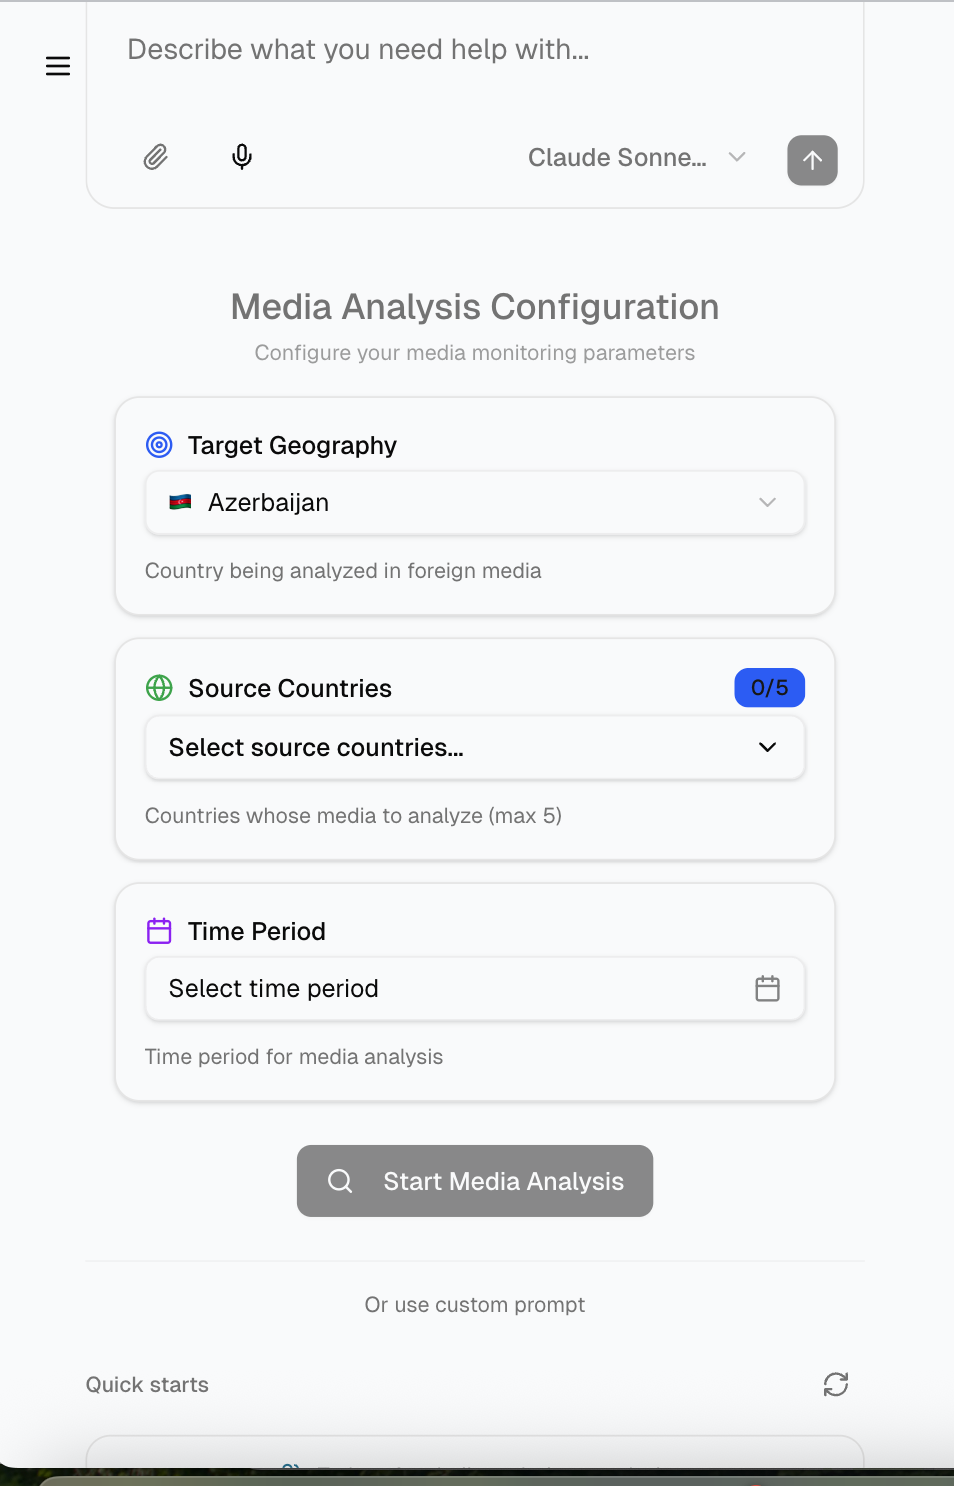 Describe what you need help with...
Claude Sonne...
Media Analysis Configuration
Configure your media monitoring parameters
Target Geography
Azerbaijan
Country being analyzed in foreign media
Source Countries
0/5
Select source countries...
Countries whose media to analyze (max 5)
Time Period
Select time period
Time period for media analysis
Start Media Analysis
Or use custom prompt
Quick starts